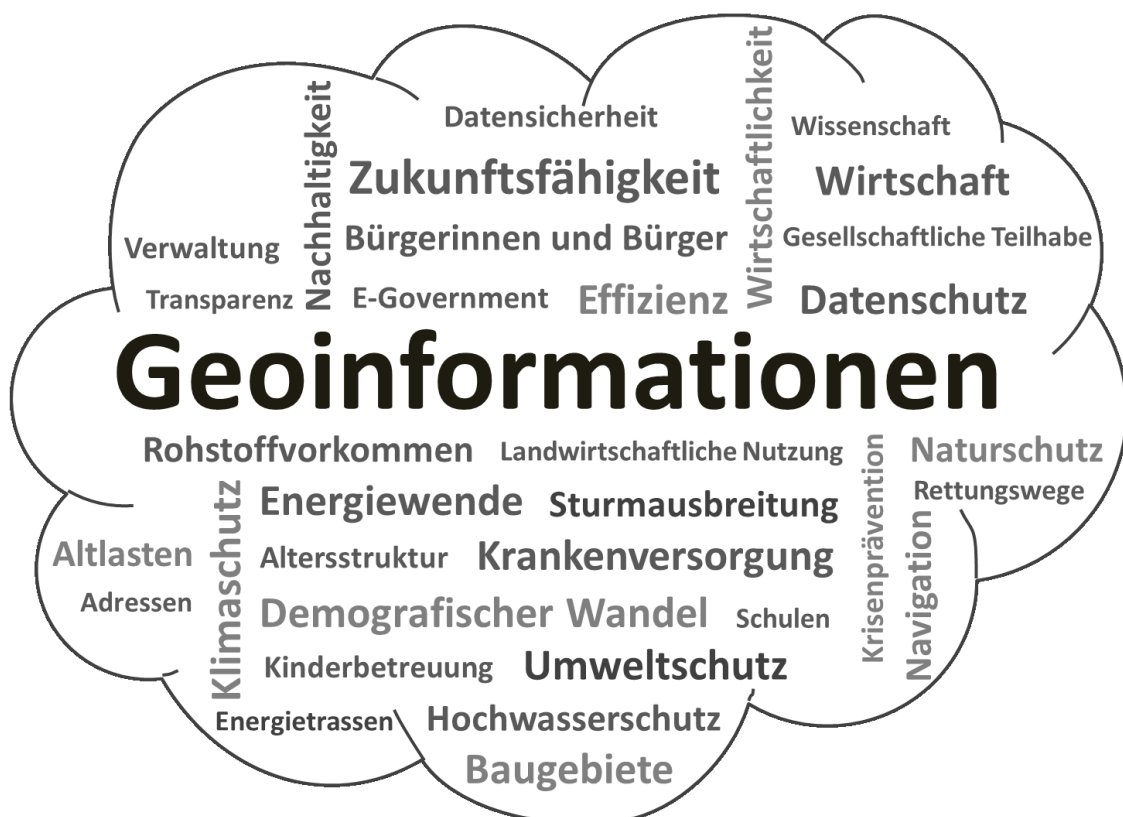 Datensicherheit
Wissenschaft
Nachhaltigkeit
Zukunftsfähigkeit
Wirtschaftlichkeit
Wirtschaft
Verwaltung
Bürgerinnen und Bürger
Gesellschaftliche Teilhabe
Transparenz
E-Government
Effizienz
Datenschutz
Geoinformationen
Rohstoffvorkommen
Landwirtschaftliche Nutzung
Krisenprävention
Naturschutz
Klimaschutz
Energiewende
Sturmausbreitung
Rettungswege
Altlasten
Altersstruktur
Krankenversorgung
Navigation
Adressen
Demografischer Wandel
Schulen
Kinderbetreuung
Umweltschutz
Energietrassen
Hochwasserschutz
Baugebiete